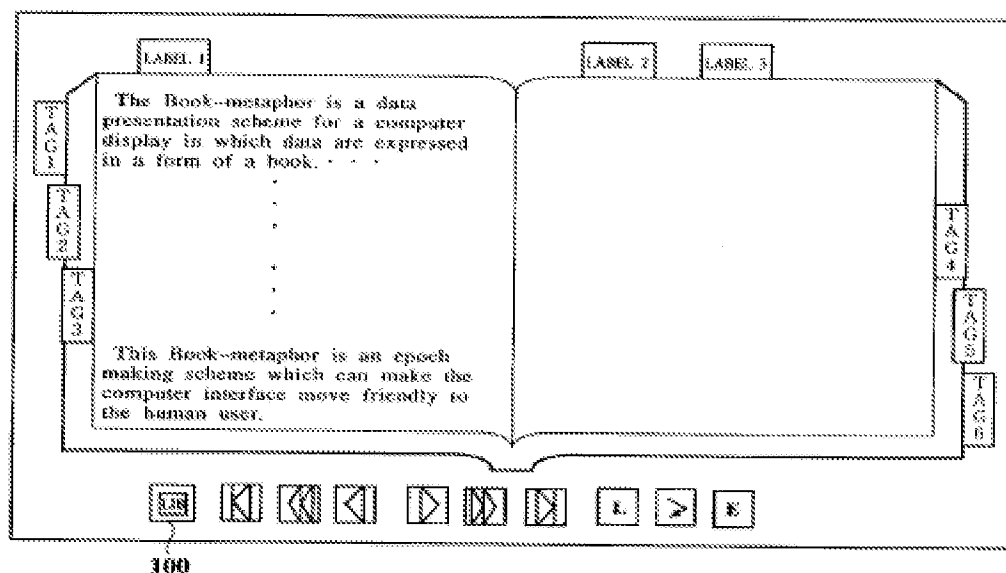 LABEL 1
LABEL 2
LABEL 3
TAG1
TAG2
TAG3
The Book-metaphor is a data
presentation scheme for a computer
display in which data are expressed
in a form of a book. · · ·
This Book-metaphor is an epoch
making scheme which can make the
computer interface move friendly to
the human user.
TAG4
TAG5
TAG6
L
>
E
100